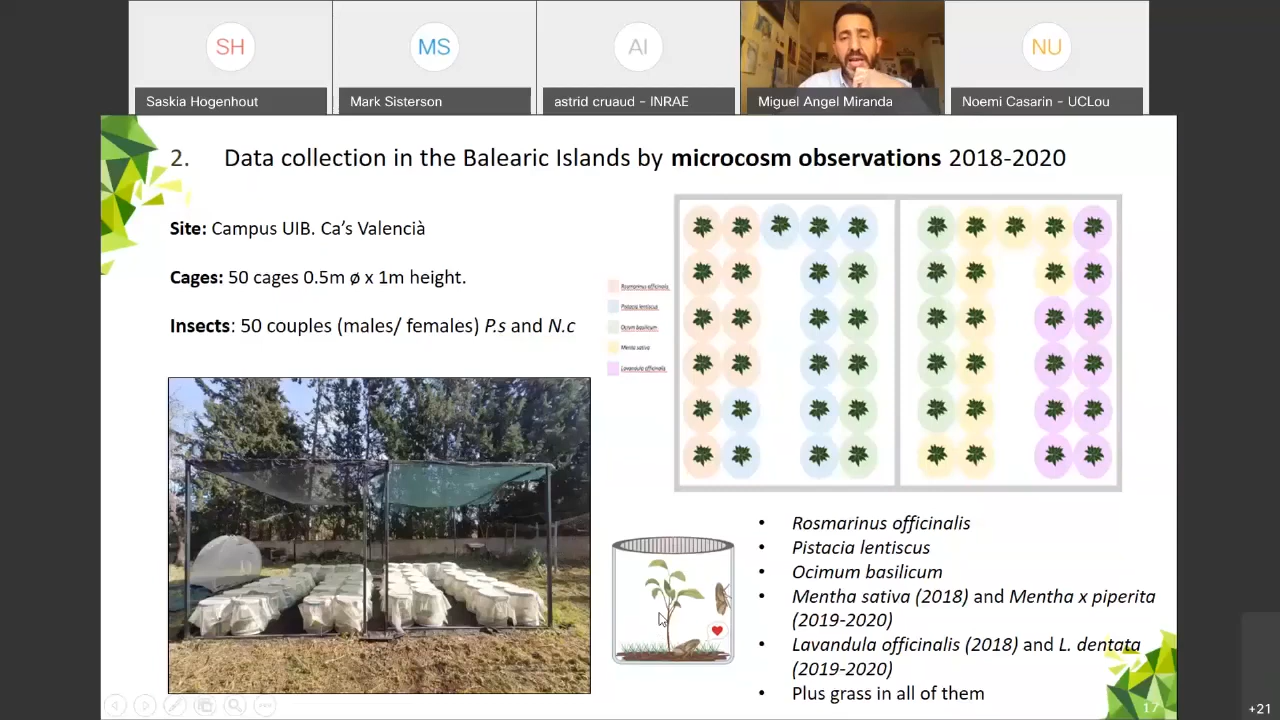 SH
MS
AI
NU
Saskia Hogenhout
Mark Sisterson
astrid cruaud – INRAE
Miguel Angel Miranda
Noemi Casarin – UCLou
2. Data collection in the Balearic Islands by microcosm observations 2018-2020
Site: Campus UIB. Ca’s Valencià
Cages: 50 cages 0.5m ø x 1m height.
Insects: 50 couples (males/ females) P.s and N.c
Rosmarinus officinalis
Pistacia lentiscus
Ocium basilicum
Menta sativa
Lavandula officinalis
• Rosmarinus officinalis
• Pistacia lentiscus
• Ocimum basilicum
• Mentha sativa (2018) and Mentha x piperita
(2019-2020)
• Lavandula officinalis (2018) and L. dentata
(2019-2020)
• Plus grass in all of them
17
+21